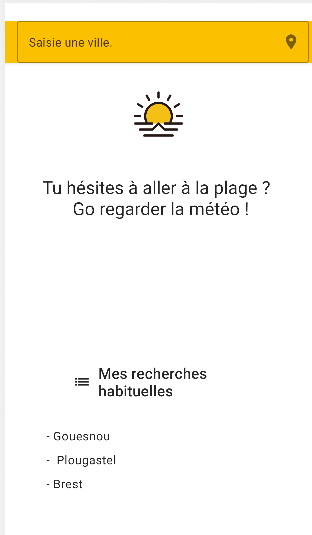 Saisie une ville.
Tu hésites à aller à la plage ?
Go regarder la météo !
Mes recherches
habituelles
- Gouesnou
- Plougastel
- Brest